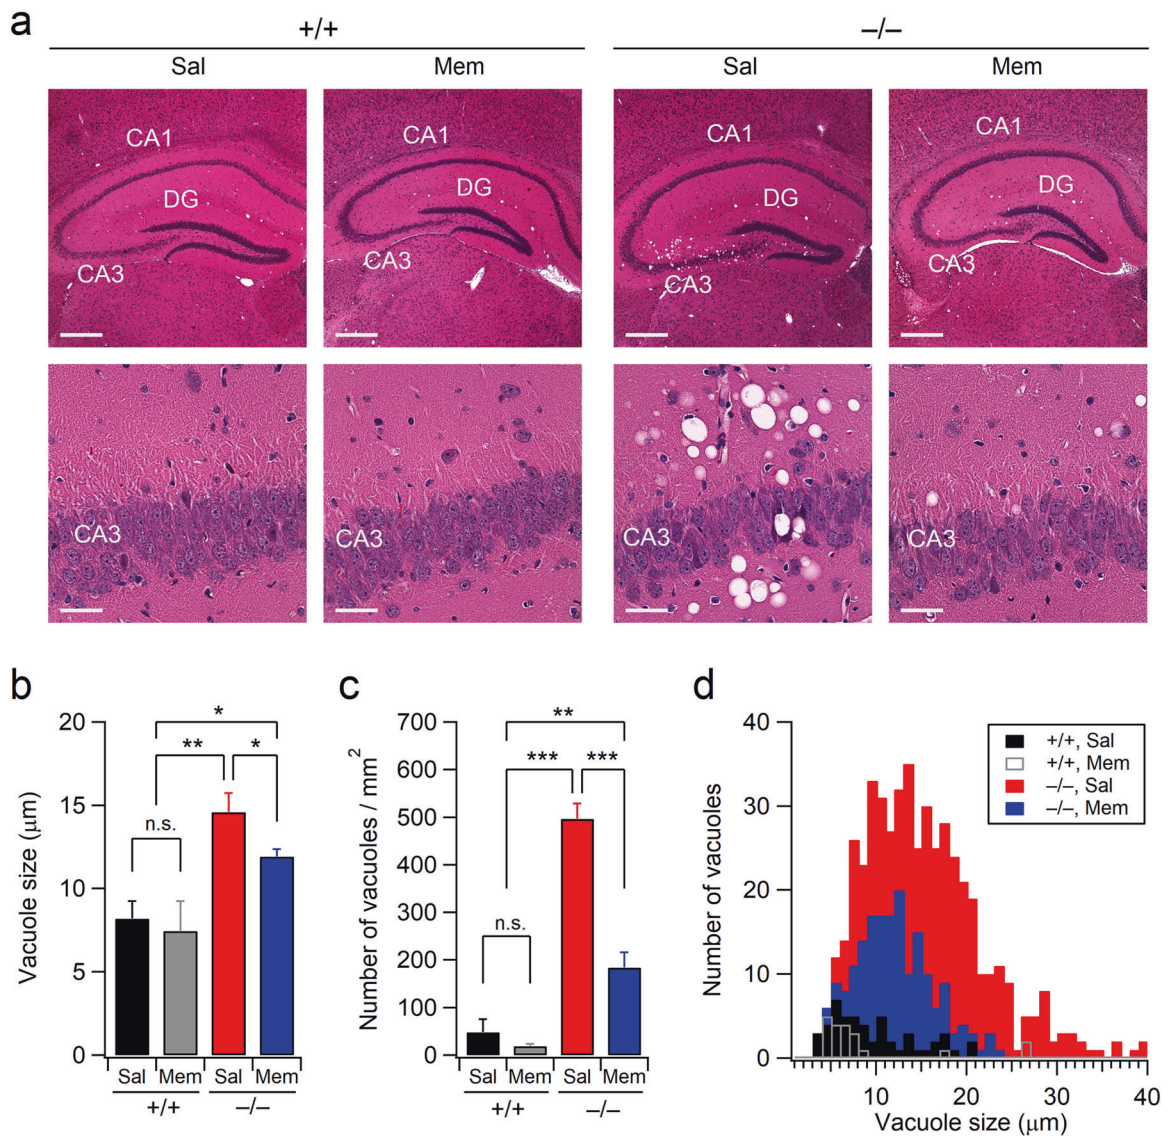 a
+/+
–/–
Sal
Mem
Sal
Mem
CA1
DG
CA3
CA1
DG
CA3
CA1
DG
CA3
CA1
DG
CA3
CA3
CA3
CA3
CA3
b
Vacuole size (μm)
20
15
10
5
0
*
**
*
n.s.
Sal
Mem
Sal
Mem
+/+
–/–
c
Number of vacuoles / mm²
700
600
500
400
300
200
100
0
**
***
***
n.s.
Sal
Mem
Sal
Mem
+/+
–/–
d
Number of vacuoles
40
30
20
10
0
+/+, Sal
+/+, Mem
–/–, Sal
–/–, Mem
10
20
30
40
Vacuole size (μm)